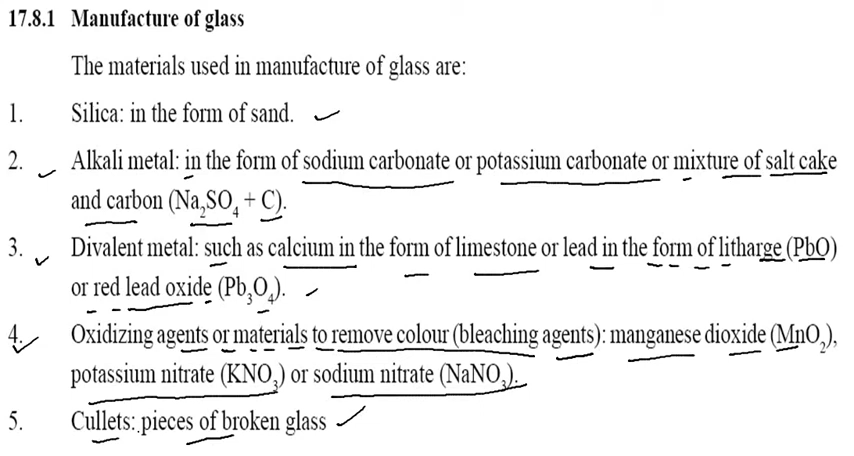 17.8.1 Manufacture of glass
The materials used in manufacture of glass are:
1. Silica: in the form of sand.
2. Alkali metal: in the form of sodium carbonate or potassium carbonate or mixture of salt cake
and carbon (Na₂SO₄ + C).
3. Divalent metal: such as calcium in the form of limestone or lead in the form of litharge (PbO)
or red lead oxide (Pb₃O₄).
4. Oxidizing agents or materials to remove colour (bleaching agents): manganese dioxide (MnO₂),
potassium nitrate (KNO₃) or sodium nitrate (NaNO₃).
5. Cullets: pieces of broken glass